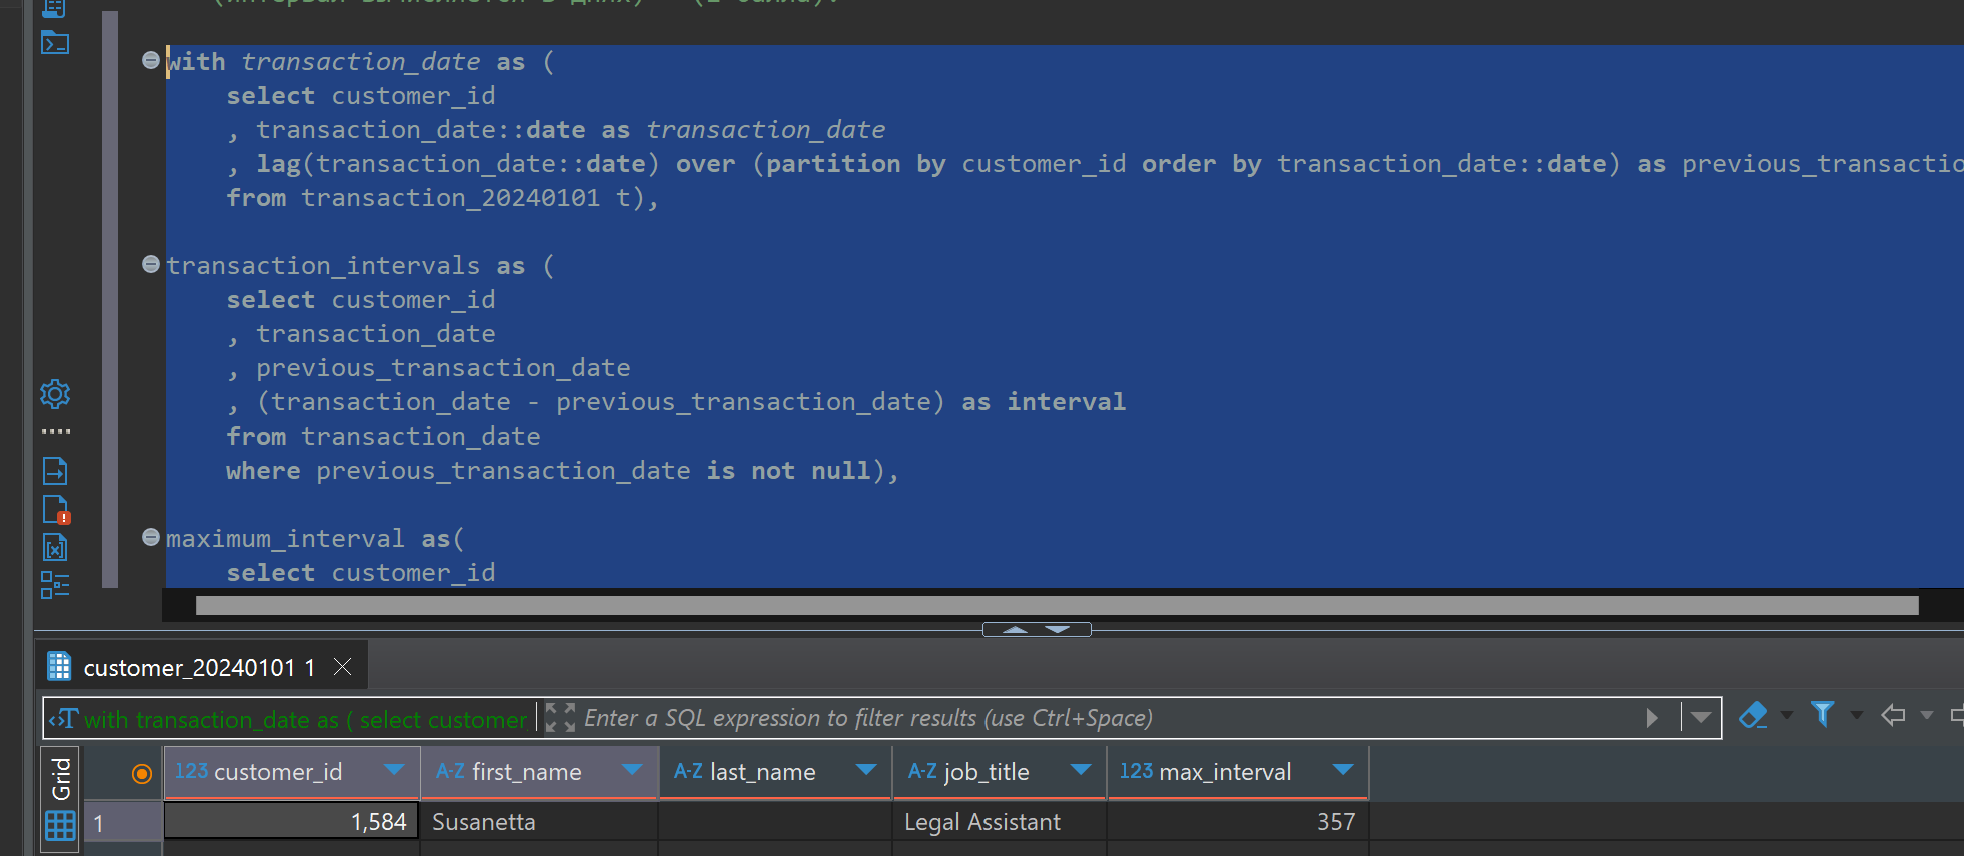 with transaction_date as (
select customer_id
, transaction_date::date as transaction_date
, lag(transaction_date::date) over (partition by customer_id order by transaction_date::date) as previous_transactio
from transaction_20240101 t),
transaction_intervals as (
select customer_id
, transaction_date
, previous_transaction_date
, (transaction_date - previous_transaction_date) as interval
from transaction_date
where previous_transaction_date is not null),
maximum_interval as(
select customer_id
customer_20240101 1
with transaction_date as ( select customer Enter a SQL expression to filter results (use Ctrl+Space)
Grid
123 customer_id A-Z first_name A-Z last_name A-Z job_title 123 max_interval
1 1,584 Susanetta Legal Assistant 357